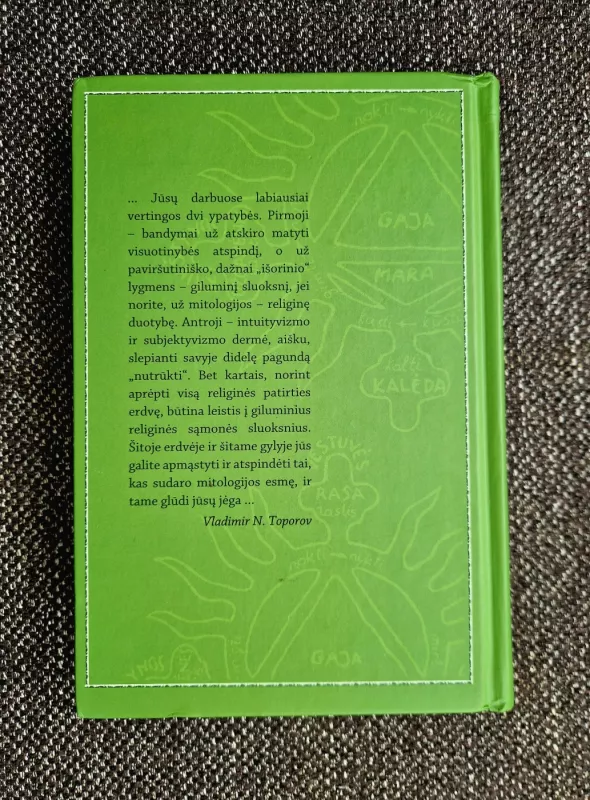 ... Jūsų darbuose labiausiai
vertingos dvi ypatybės. Pirmoji
– bandymai už atskiro matyti
visuotinybės atspindį, o už
paviršutiniško, dažnai „išorinio“
lygmens – giluminį sluoksnį, jei
norite, už mitologijos – religinę
duotybę. Antroji – intuityvizmo
ir subjektyvizmo dermė, aišku,
slepianti savyje didelę pagundą
„nutrūkti“. Bet kartais, norint
aprėpti visą religinės patirties
erdvę, būtina leistis į giluminius
religinės sąmonės sluoksnius.
Šitoje erdvėje ir šitame gylyje jūs
galite apmąstyti ir atspindėti tai,
kas sudaro mitologijos esmę, ir
tame glūdi jūsų jėga ...
Vladimir N. Toporov
GAJA
KALĖDA
RASA
GAJA